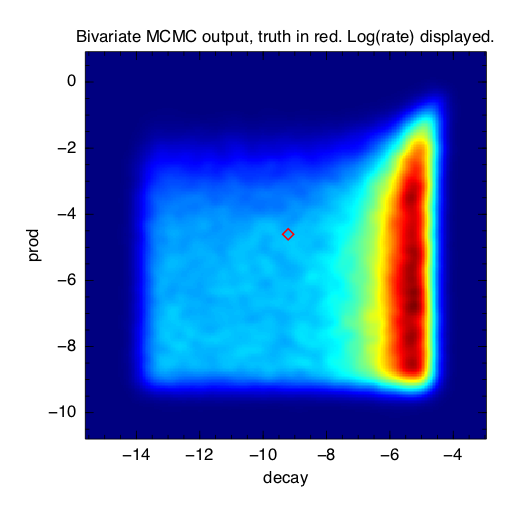 Bivariate MCMC output, truth in red. Log(rate) displayed.
0
−2
−4
−6
−8
−10
prod
−14 −12 −10 −8 −6 −4
decay